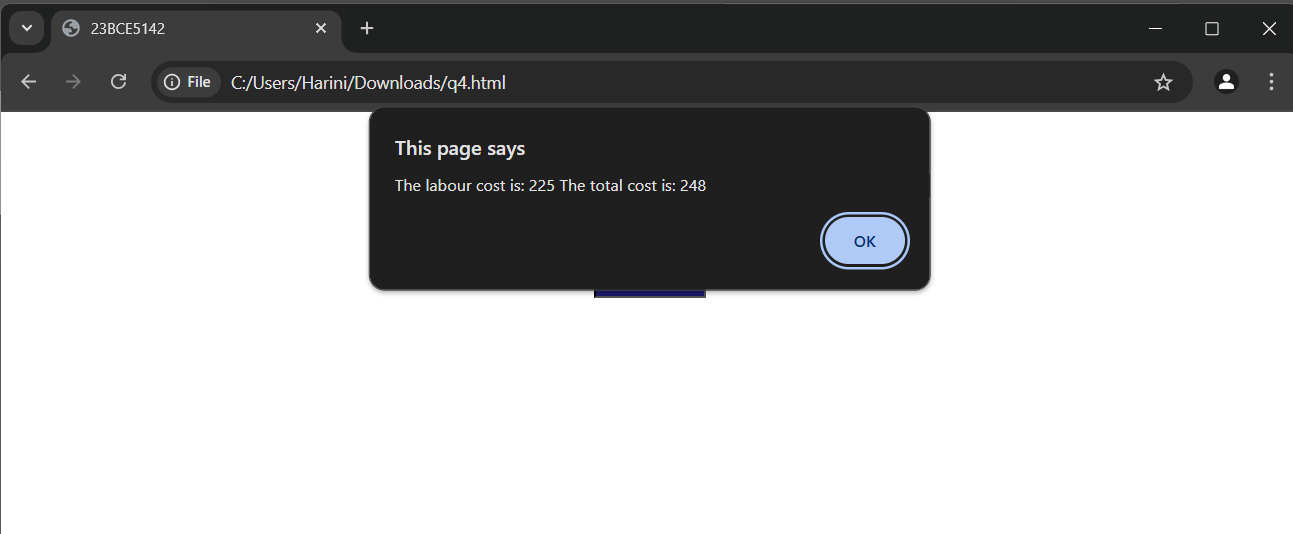 23BCE5142
File C:/Users/Harini/Downloads/q4.html
This page says
The labour cost is: 225 The total cost is: 248
OK